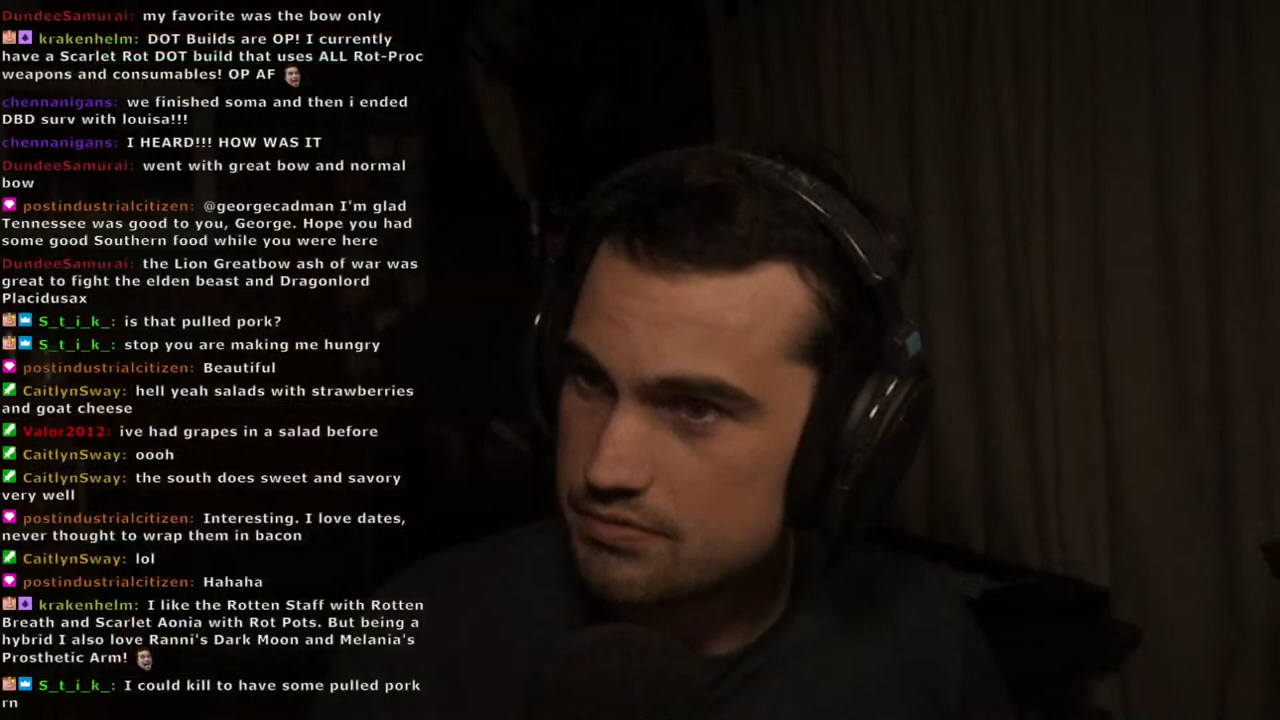 DundeeSamurai: my favorite was the bow only
krakenhelm: DOT Builds are OP! I currently
have a Scarlet Rot DOT build that uses ALL Rot-Proc
weapons and consumables! OP AF
chennanigans: we finished soma and then i ended
DBD surv with louisa!!!
chennanigans: I HEARD!!! HOW WAS IT
DundeeSamurai: went with great bow and normal
bow
postindustrialcitizen: @georgecadman I'm glad
Tennessee was good to you, George. Hope you had
some good Southern food while you were here
DundeeSamurai: the Lion Greatbow ash of war was
great to fight the elden beast and Dragonlord
Placidusax
S_t_i_k_: is that pulled pork?
S_t_i_k_: stop you are making me hungry
postindustrialcitizen: Beautiful
CaitlynSway: hell yeah salads with strawberries
and goat cheese
Valor2012: ive had grapes in a salad before
CaitlynSway: oooh
CaitlynSway: the south does sweet and savory
very well
postindustrialcitizen: Interesting. I love dates,
never thought to wrap them in bacon
CaitlynSway: lol
postindustrialcitizen: Hahaha
krakenhelm: I like the Rotten Staff with Rotten
Breath and Scarlet Aonia with Rot Pots. But being a
hybrid I also love Ranni's Dark Moon and Melania's
Prosthetic Arm!
S_t_i_k_: I could kill to have some pulled pork
rn